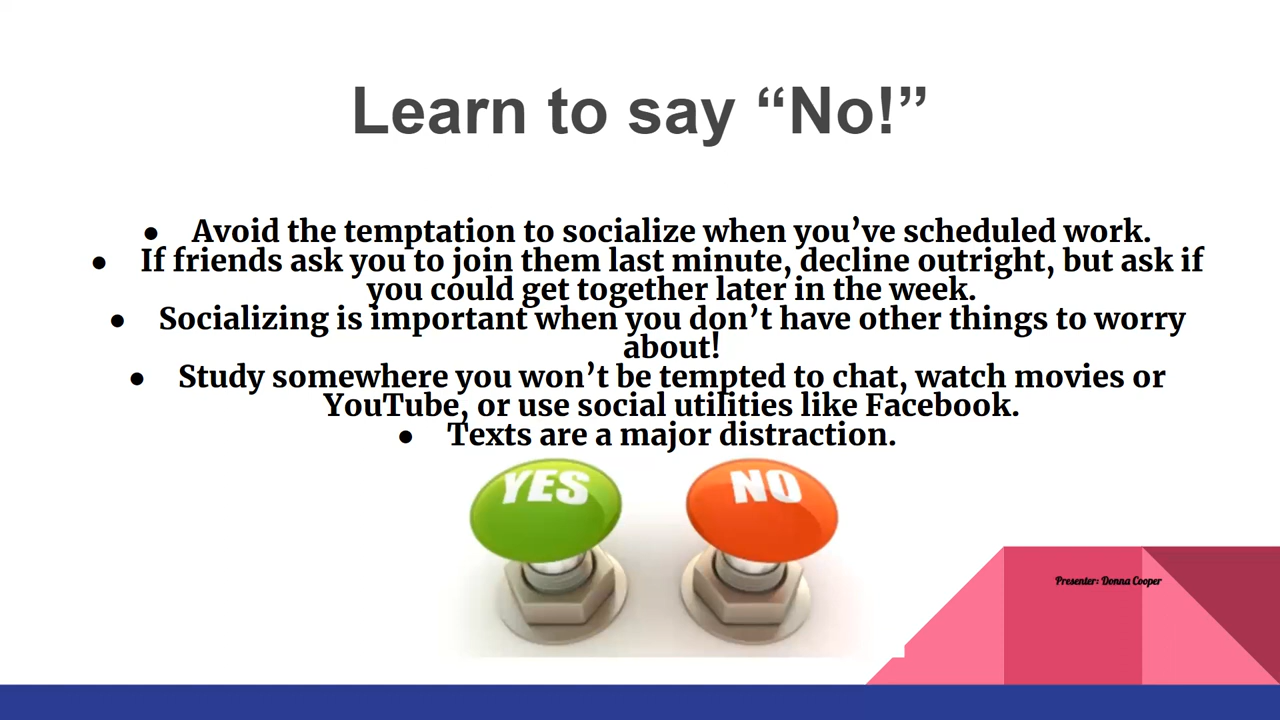 Learn to say “No!”
● Avoid the temptation to socialize when you’ve scheduled work.
● If friends ask you to join them last minute, decline outright, but ask if
you could get together later in the week.
● Socializing is important when you don’t have other things to worry
about!
● Study somewhere you won’t be tempted to chat, watch movies or
YouTube, or use social utilities like Facebook.
● Texts are a major distraction.
YES
NO
Presenter: Donna Cooper